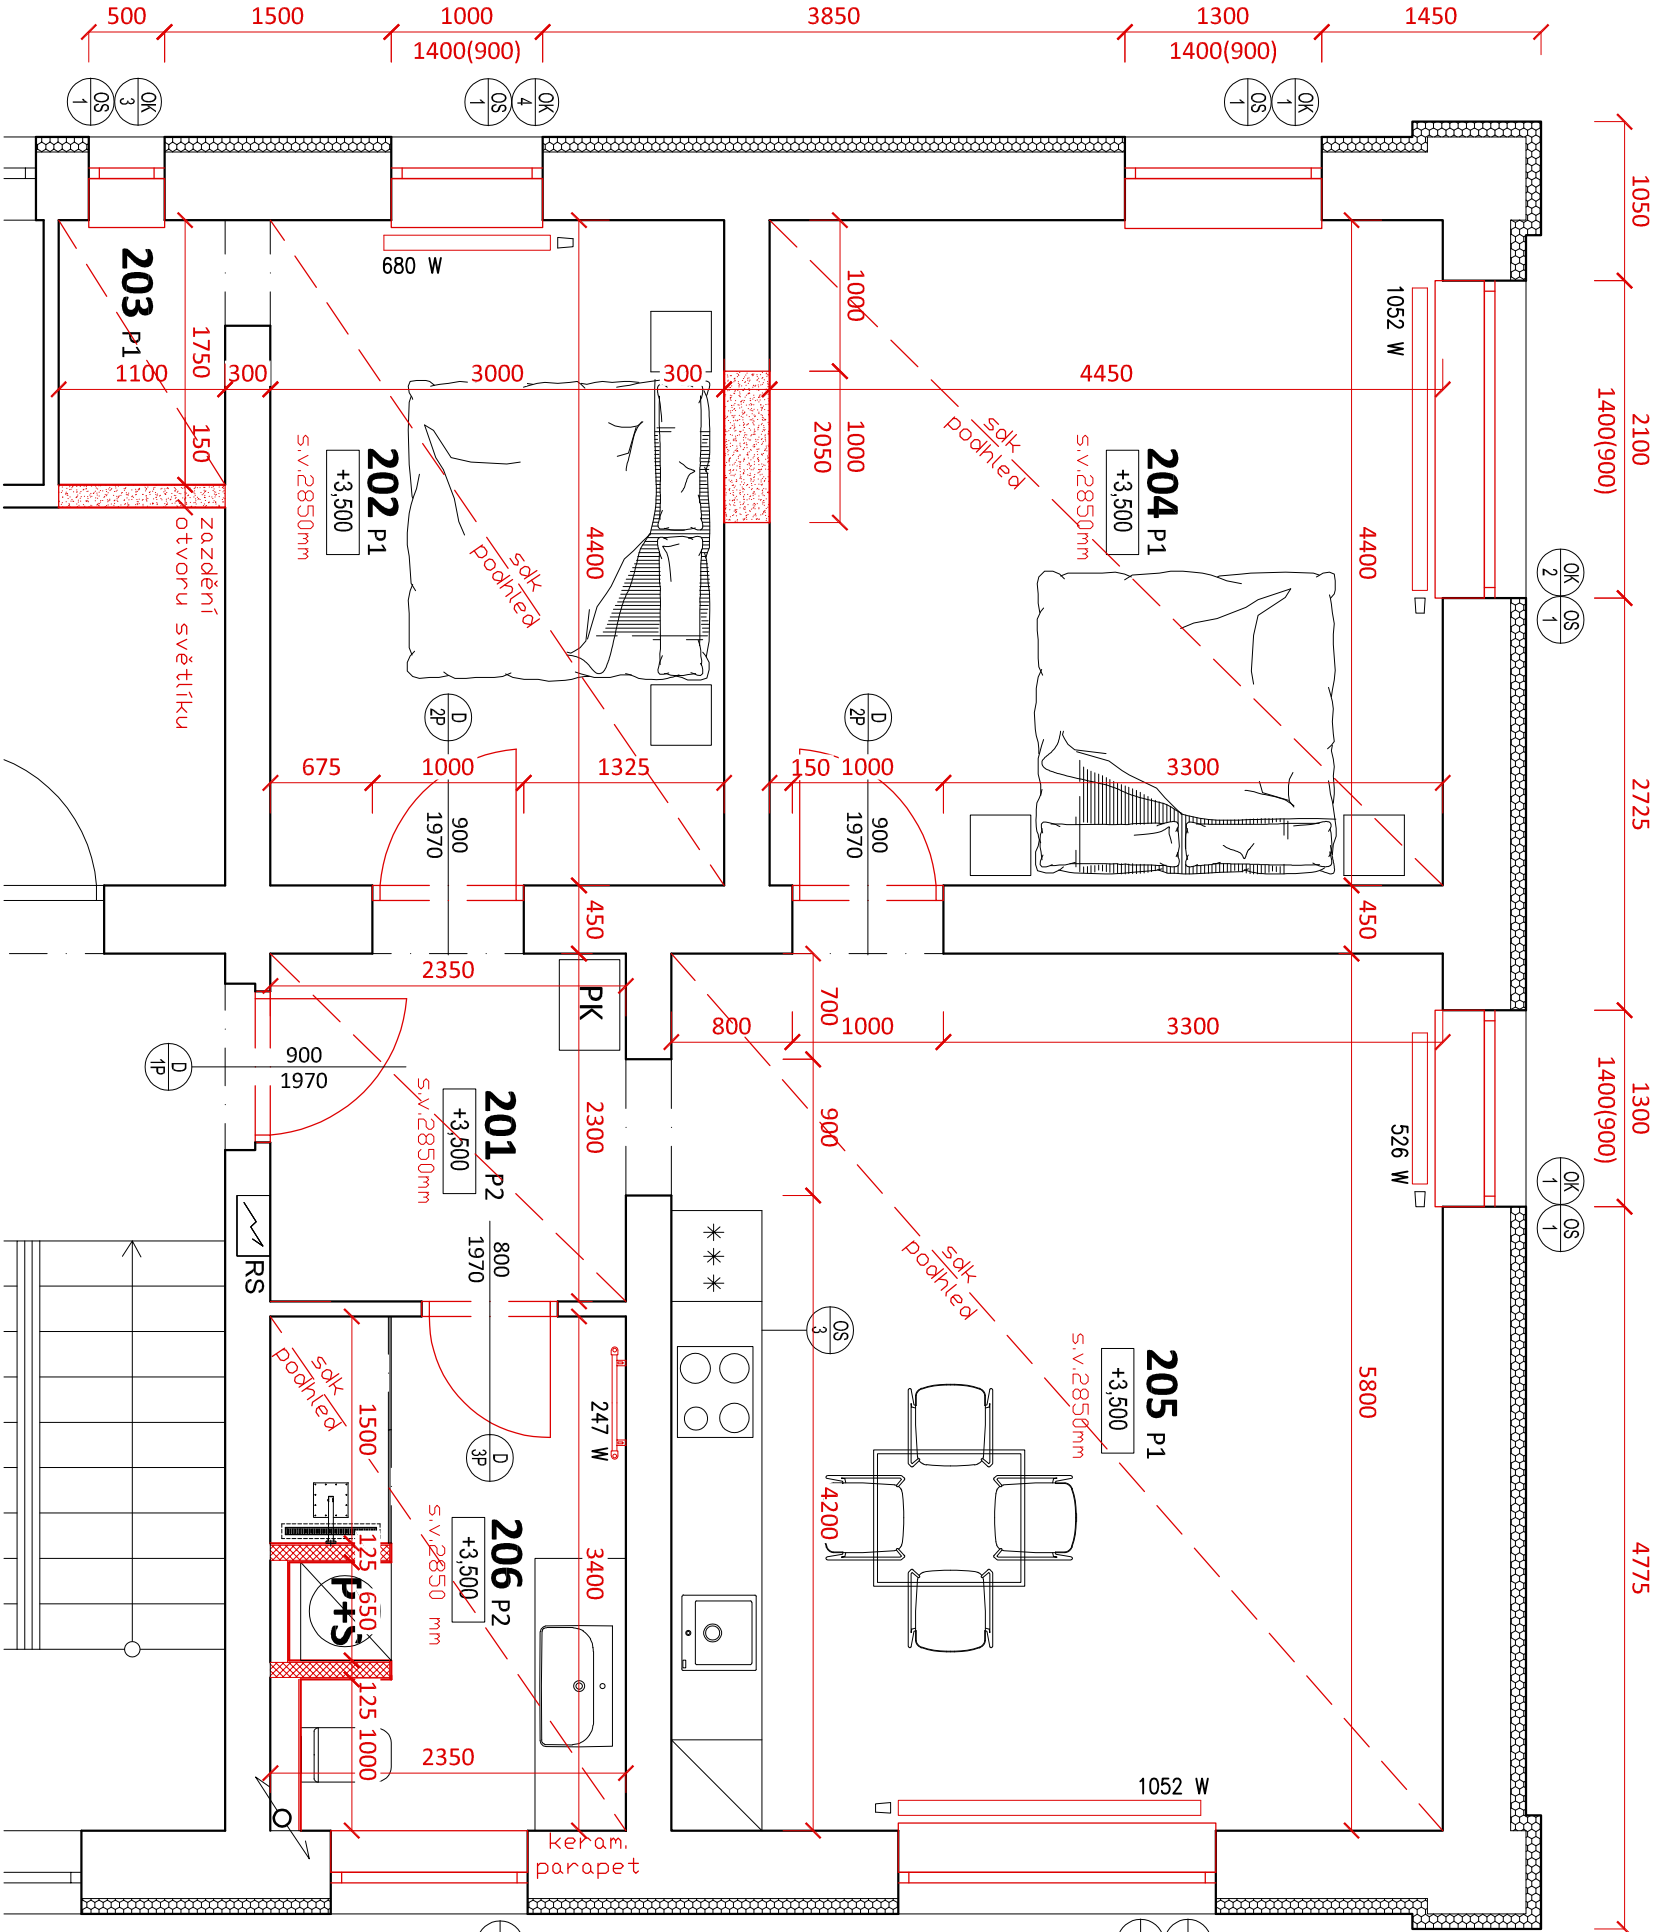 500
1500
1000
3850
1300
1450
1400(900)
1400(900)
OS
1
OK
3
OS
1
OK
4
OS
1
OK
1
1050
2100
1400(900)
2725
1300
1400(900)
4775
OK
2
OS
1
OK
1
OS
1
203 P1
1750
1100
300
150
zazdění
otvoru světlíku
680 W
3000
300
202 P1
+3,500
s.v.2850mm
sdk
podhled
4400
1000
1000
2050
4450
1052 W
sdk
podhled
204 P1
+3,500
s.v.2850mm
4400
D
2P
D
2P
675
1000
1325
150
1000
3300
900
1970
900
1970
450
450
2350
PK
700
800
1000
3300
900
1970
D
1P
201 P2
+3,500
s.v.2850mm
2300
900
526 W
RS
800
1970
sdk
podhled
OS
3
205 P1
+3,500
s.v.2850mm
5800
sdk
podhled
1500
247 W
D
3P
4200
206 P2
+3,500
s.v.2850 mm
3400
125
650
P+S
125
1000
2350
1052 W
keram.
parapet